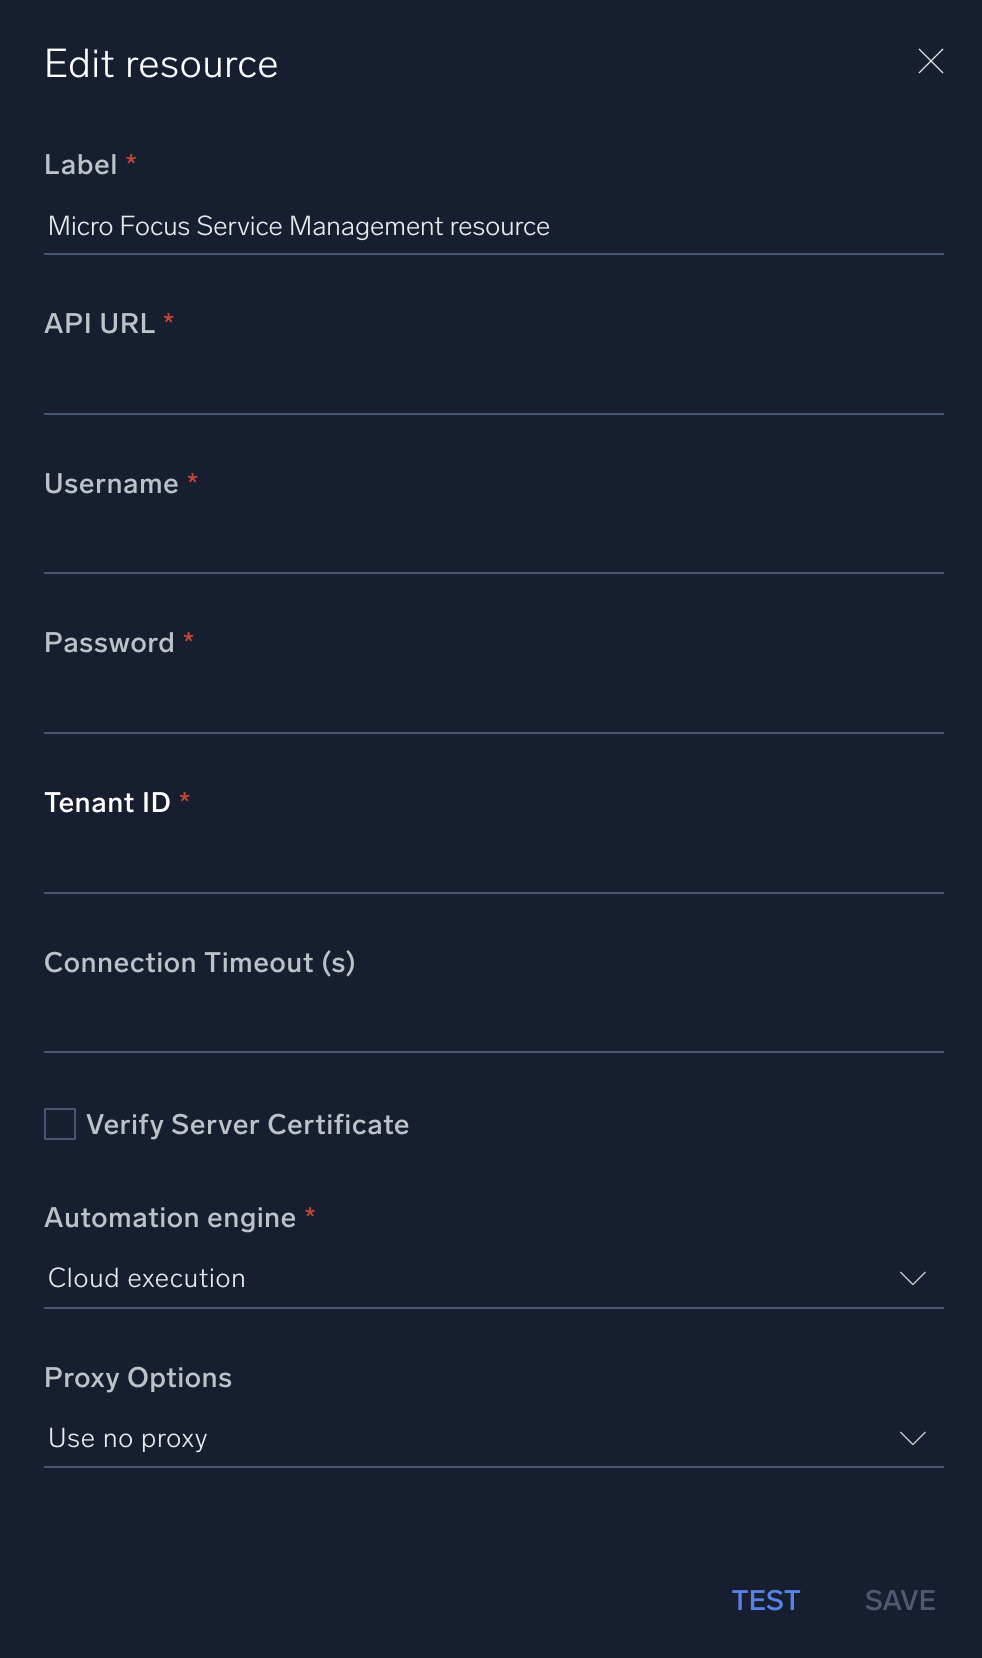 Edit resource
Label *
Micro Focus Service Management resource
API URL *
Username *
Password *
Tenant ID *
Connection Timeout (s)
Verify Server Certificate
Automation engine *
Cloud execution
Proxy Options
Use no proxy
TEST SAVE